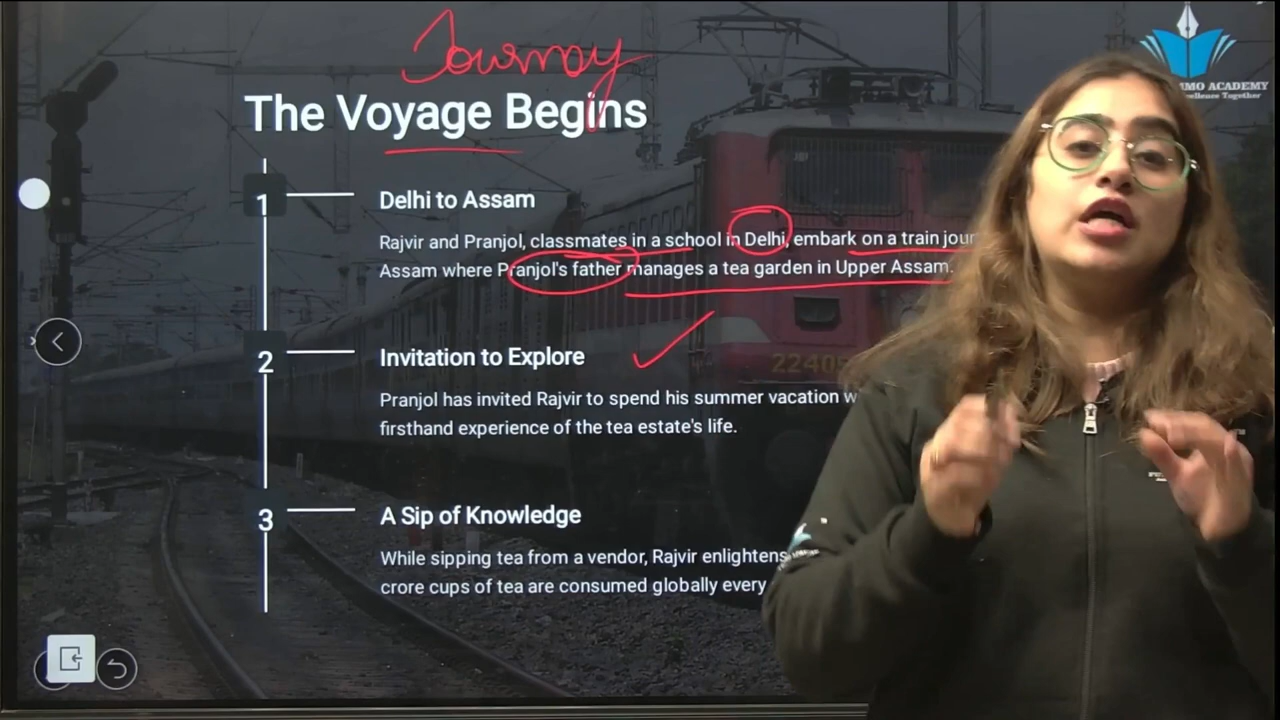 Journey
The Voyage Begins
1
Delhi to Assam
Rajvir and Pranjol, classmates in a school in Delhi, embark on a train jour
Assam where Pranjol's father manages a tea garden in Upper Assam.
2
Invitation to Explore
Pranjol has invited Rajvir to spend his summer vacation w
firsthand experience of the tea estate's life.
3
A Sip of Knowledge
While sipping tea from a vendor, Rajvir enlightens
crore cups of tea are consumed globally every
2240
MO ACADEMY
Together